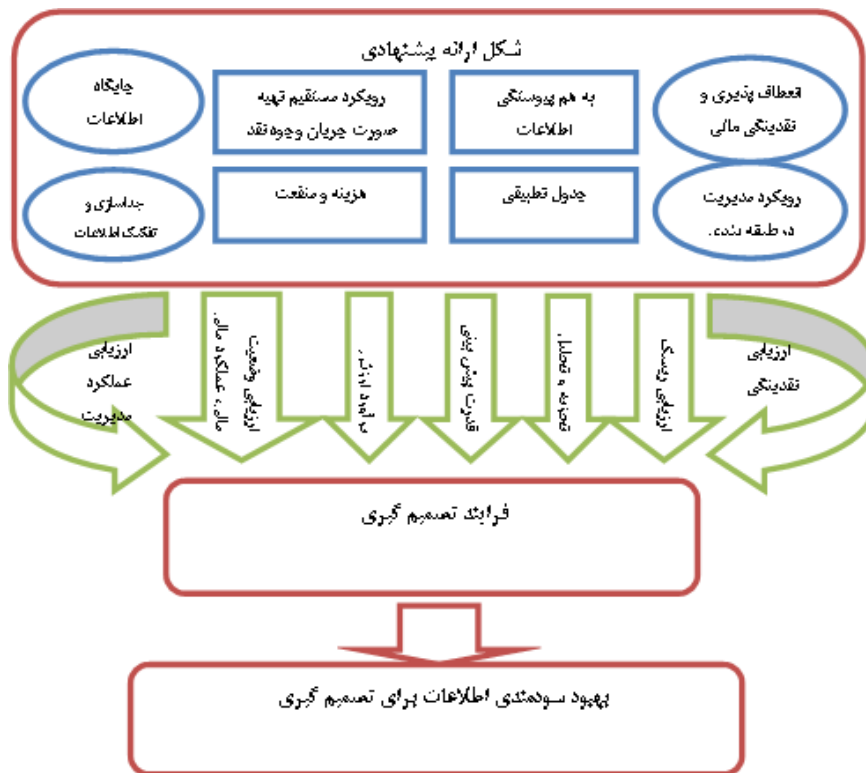 شکل ارائه پیشنهادی
انعطاف پذیری و
نقدینگی مالی
به هم پیوستگی
اطلاعات
رویکرد مستقیم تهیه
صورت جریان وجوه نقد
جایگاه
اطلاعات
رویکرد مدیریت
در طبقه بندی
جدول تطبیقی
هزینه و منفعت
جداسازی و
تفکیک اطلاعات
ارزیابی
نقدینگی
ارزیابی ریسک
تجزیه و تحلیل
قدرت پیش بینی
برآورد ارزش
ارزیابی وضعیت
مالی، عملکرد مالی
ارزیابی
عملکرد
مدیریت
فرایند تصمیم گیری
بهبود سودمندی اطلاعات برای تصمیم گیری